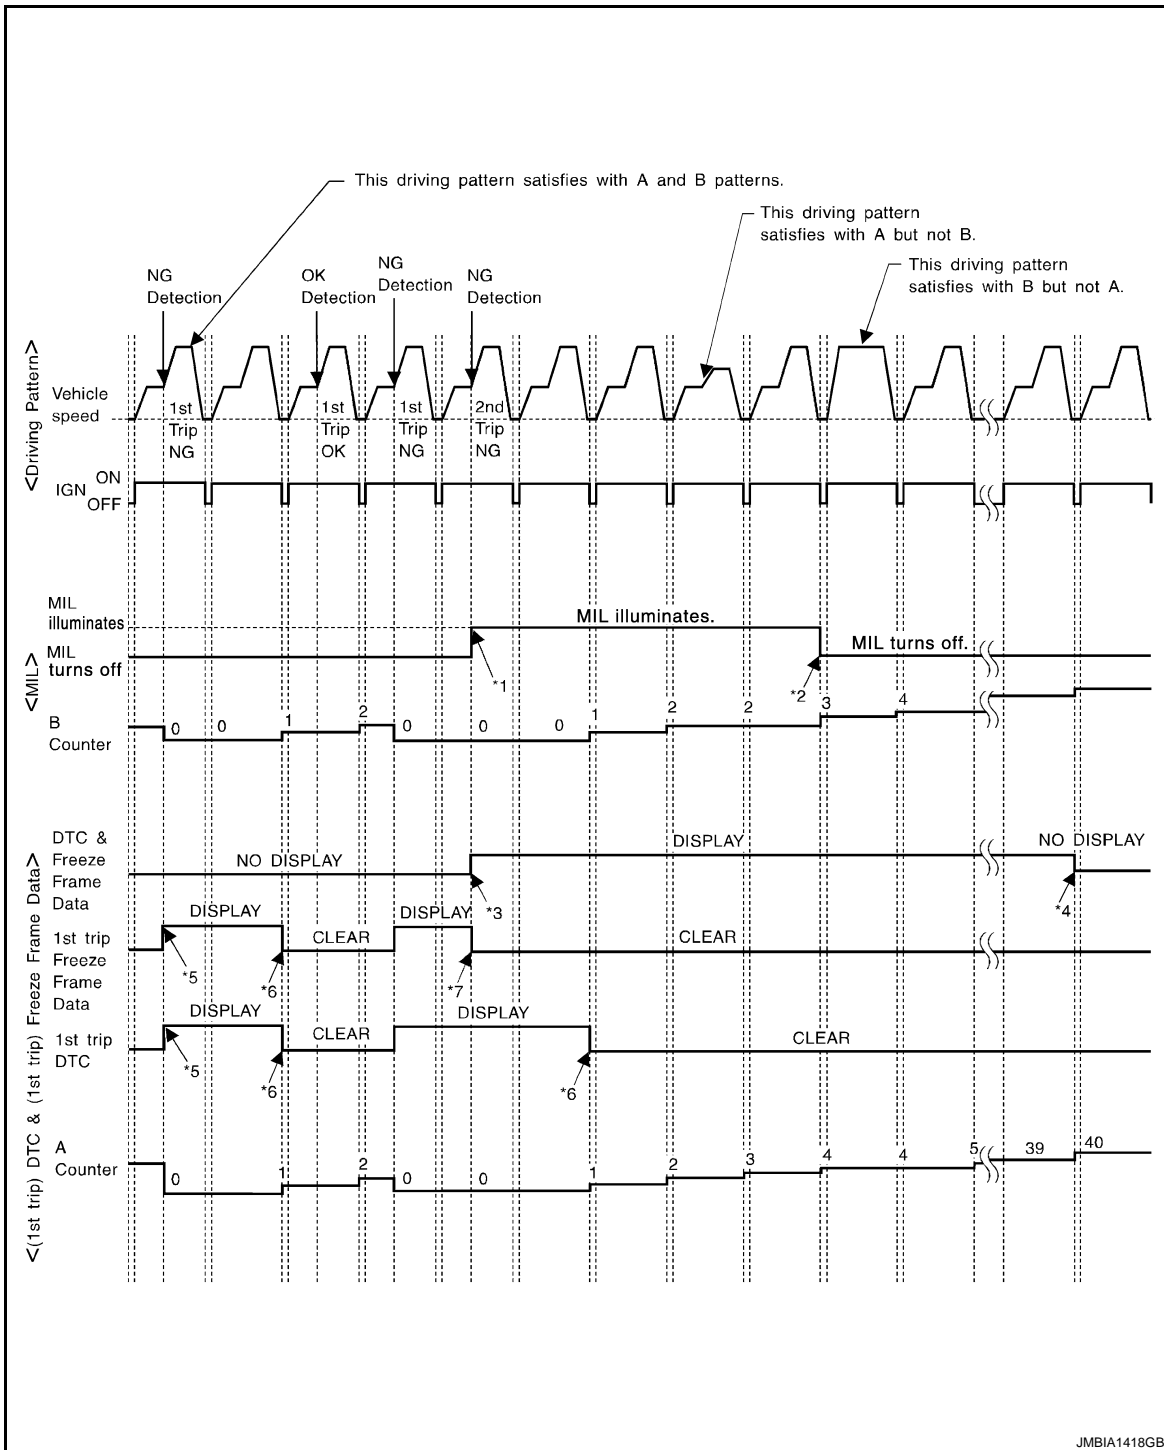 This driving pattern satisfies with A and B patterns.
This driving pattern
satisfies with A but not B.
This driving pattern
satisfies with B but not A.
NG
Detection
OK
Detection
NG
Detection
NG
Detection
<Driving Pattern>
Vehicle
speed
1st
Trip
NG
1st
Trip
OK
1st
Trip
NG
2nd
Trip
NG
IGN
ON
OFF
<MIL>
MIL
illuminates
MIL illuminates.
MIL
turns off
MIL turns off.
*1
*2
B
Counter
0 0 1 2 0 0 0 1 2 2 3 4
<(1st trip) DTC & (1st trip) Freeze Frame Data>
DTC &
Freeze
Frame
Data
NO DISPLAY
DISPLAY
NO DISPLAY
*3
*4
1st trip
Freeze
Frame
Data
DISPLAY
CLEAR
DISPLAY
CLEAR
*5
*6
*7
1st trip
DTC
DISPLAY
CLEAR
DISPLAY
CLEAR
*5
*6
*6
A
Counter
0 1 2 0 0 1 2 3 4 4 5 39 40
JMBIA1418GB